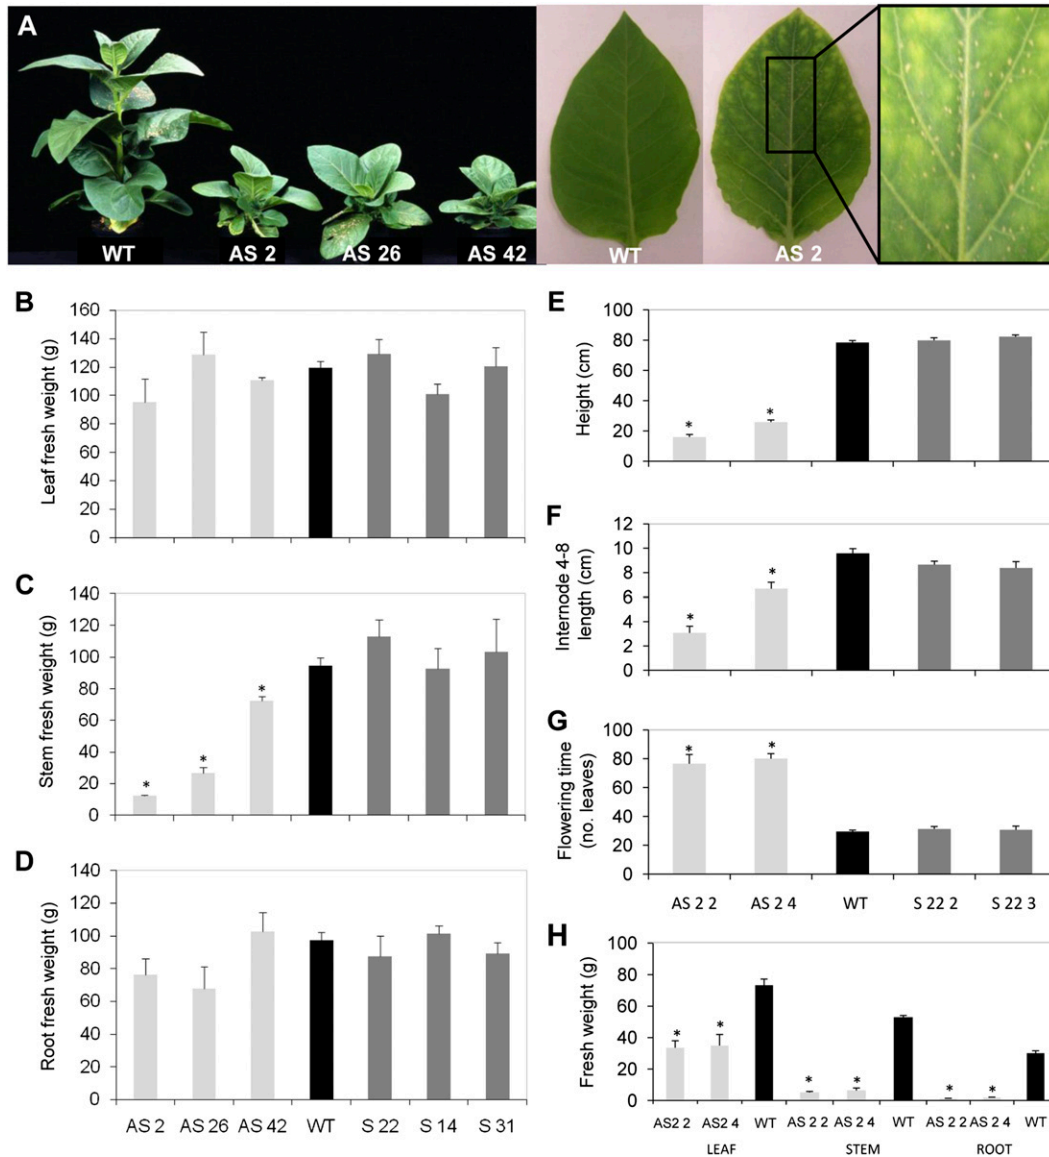 A
WT
AS 2
AS 26
AS 42
WT
AS 2
B
Leaf fresh weight (g)
160
140
120
100
80
60
40
20
0
C
Stem fresh weight (g)
140
120
100
80
60
40
20
0
*
*
*
D
Root fresh weight (g)
140
120
100
80
60
40
20
0
AS 2 AS 26 AS 42 WT S 22 S 14 S 31
E
Height (cm)
100
80
60
40
20
0
*
*
F
Internode 4-8
length (cm)
12
10
8
6
4
2
0
*
*
G
Flowering time
(no. leaves)
100
80
60
40
20
0
*
*
AS 2 2 AS 2 4 WT S 22 2 S 22 3
H
Fresh weight (g)
100
80
60
40
20
0
*
*
*
*
*
*
AS2 2 AS2 4 WT AS 2 2 AS 2 4 WT AS 2 2 AS 2 4 WT
LEAF STEM ROOT